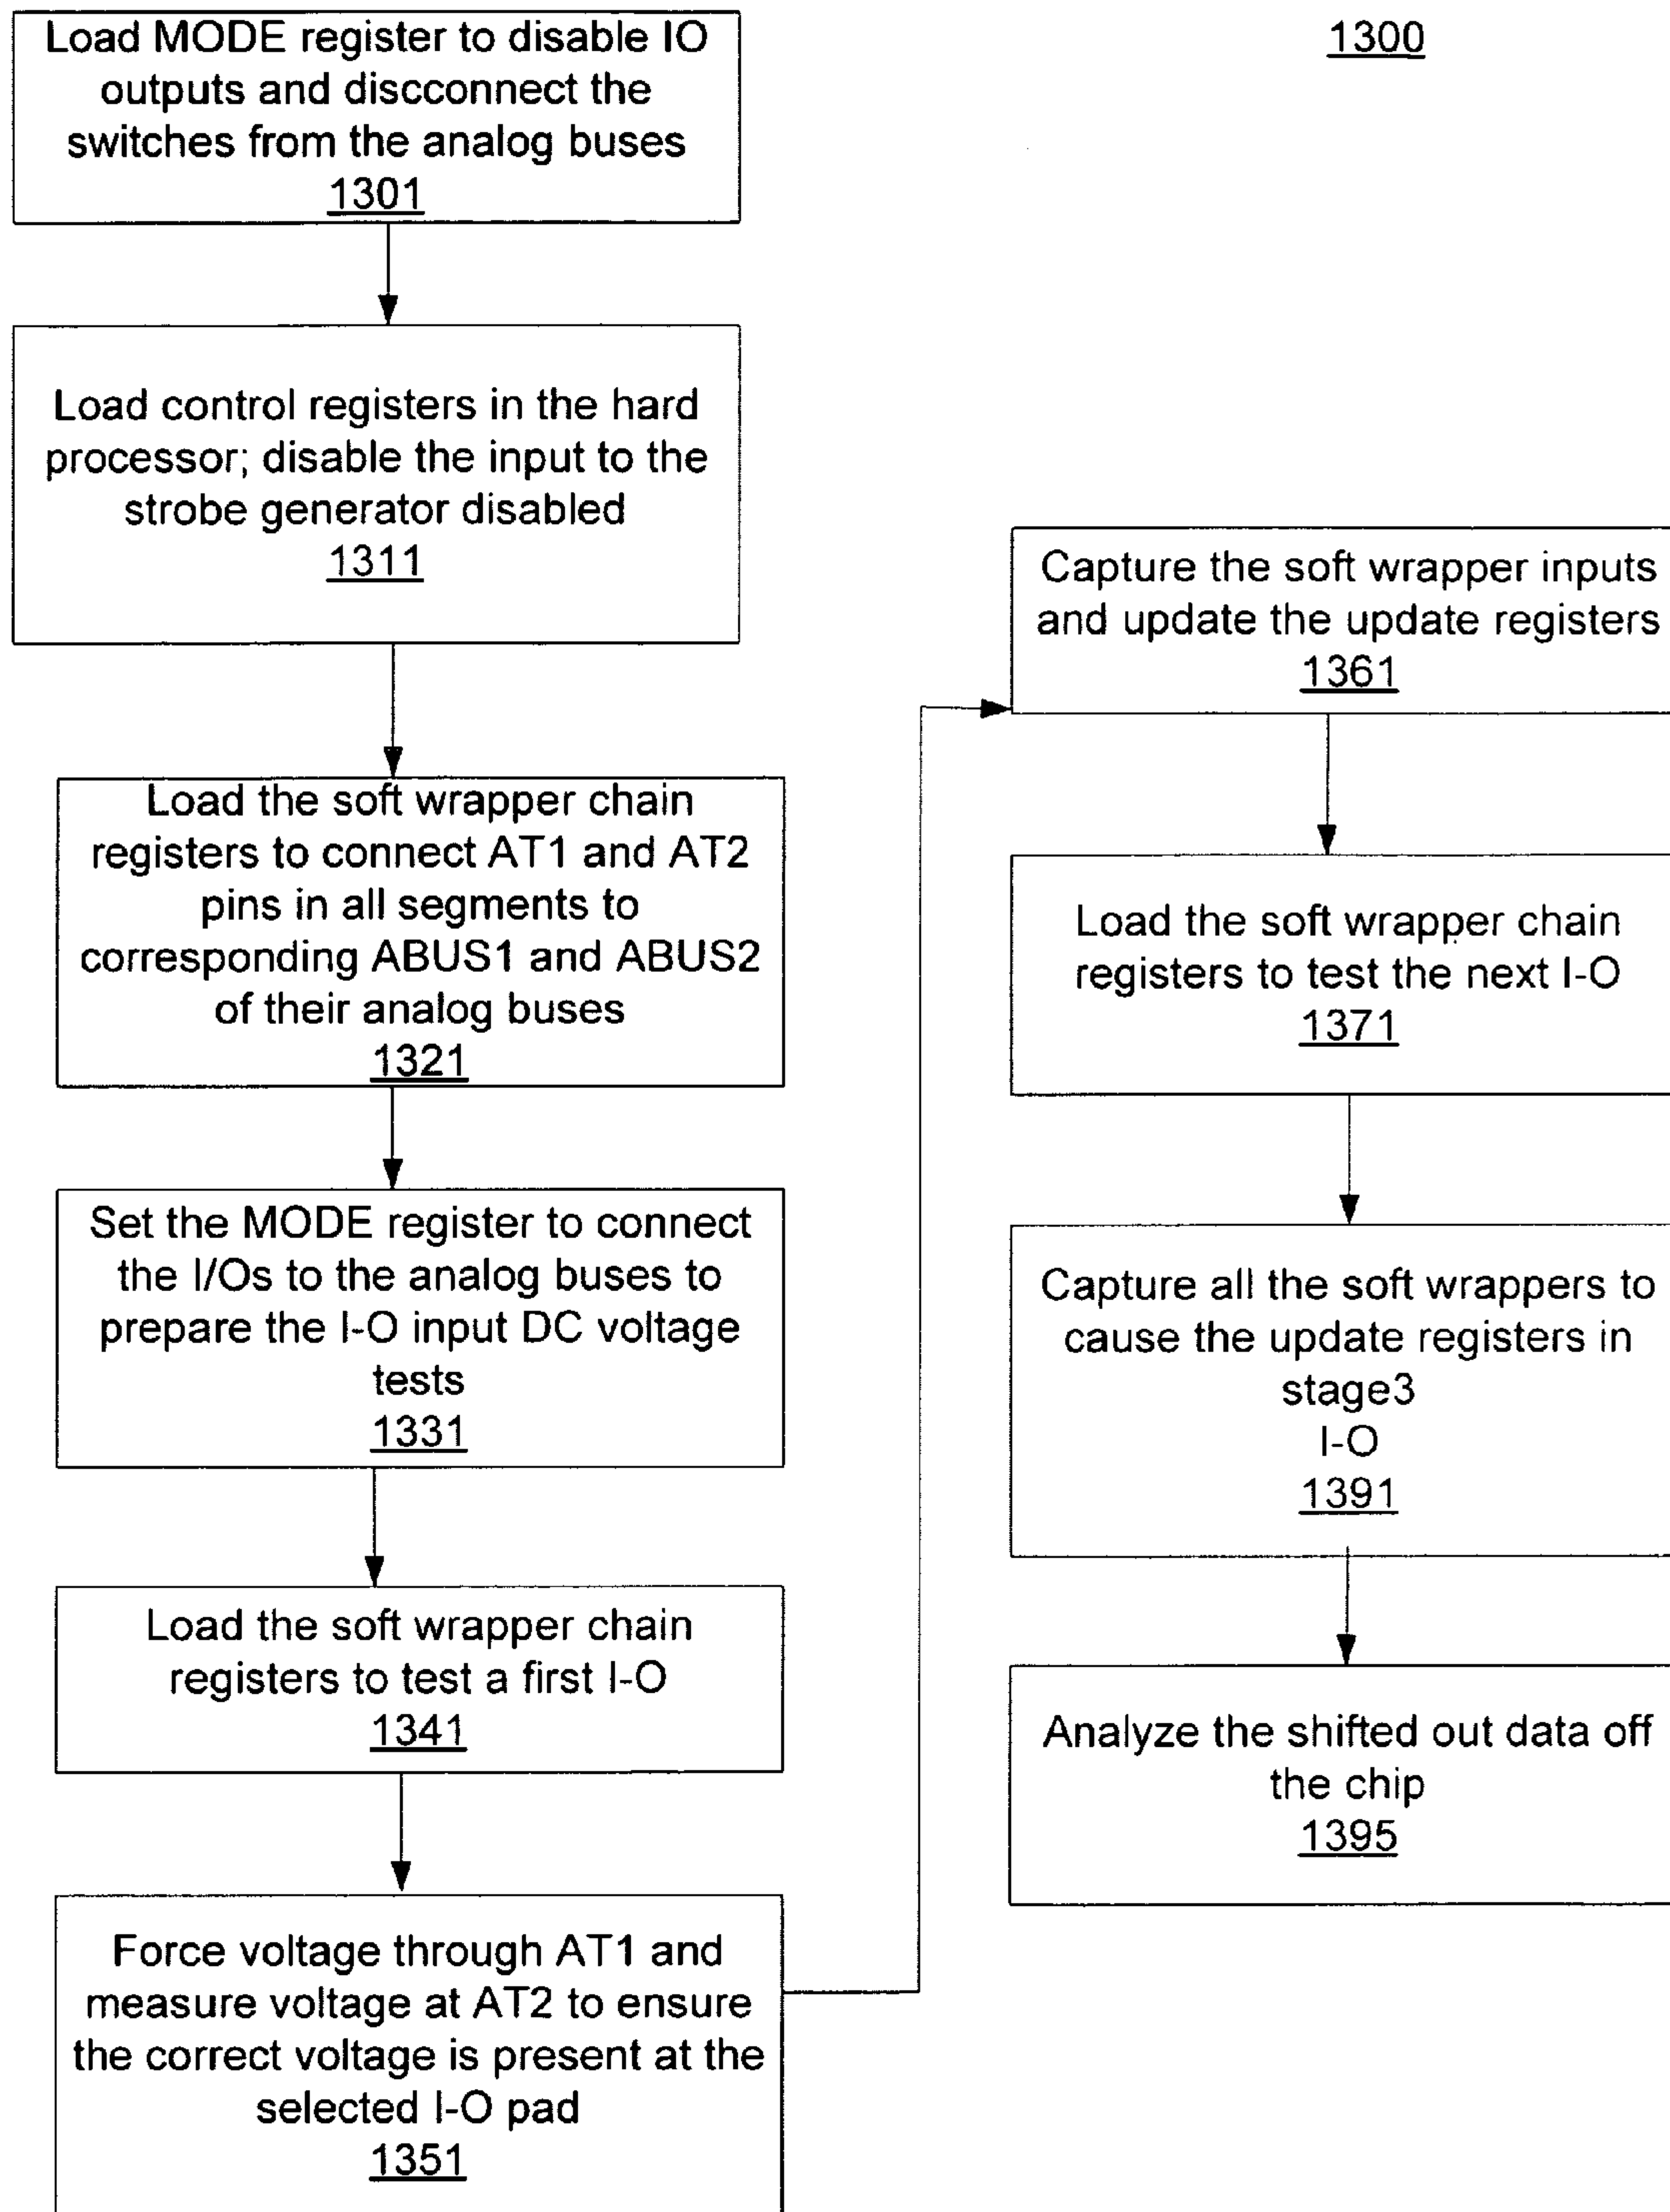 1300
Load MODE register to disable IO
outputs and discconnect the
switches from the analog buses
1301
Load control registers in the hard
processor; disable the input to the
strobe generator disabled
1311
Load the soft wrapper chain
registers to connect AT1 and AT2
pins in all segments to
corresponding ABUS1 and ABUS2
of their analog buses
1321
Set the MODE register to connect
the I/Os to the analog buses to
prepare the I-O input DC voltage
tests
1331
Load the soft wrapper chain
registers to test a first I-O
1341
Force voltage through AT1 and
measure voltage at AT2 to ensure
the correct voltage is present at the
selected I-O pad
1351
Capture the soft wrapper inputs
and update the update registers
1361
Load the soft wrapper chain
registers to test the next I-O
1371
Capture all the soft wrappers to
cause the update registers in
stage3
I-O
1391
Analyze the shifted out data off
the chip
1395